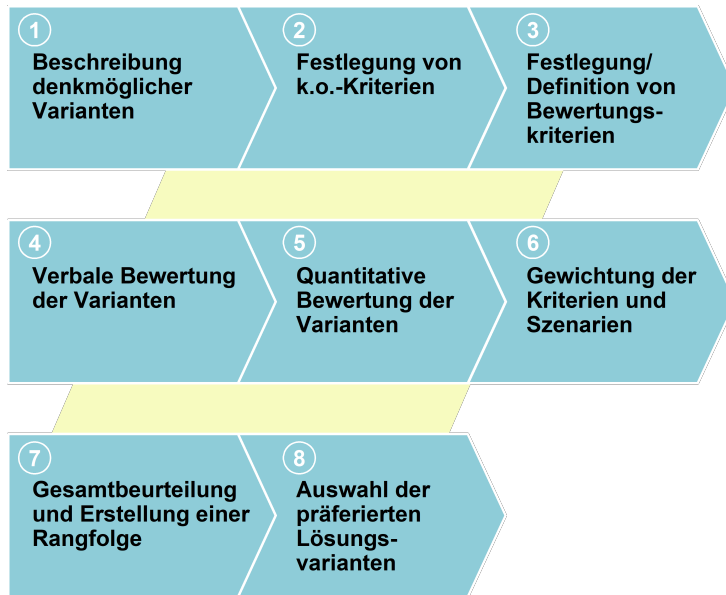 1
Beschreibung
denkmöglicher
Varianten
2
Festlegung von
k.o.-Kriterien
3
Festlegung/
Definition von
Bewertungs-
kriterien
4
Verbale Bewertung
der Varianten
5
Quantitative
Bewertung der
Varianten
6
Gewichtung der
Kriterien und
Szenarien
7
Gesamtbeurteilung
und Erstellung einer
Rangfolge
8
Auswahl der
präferierten
Lösungs-
varianten